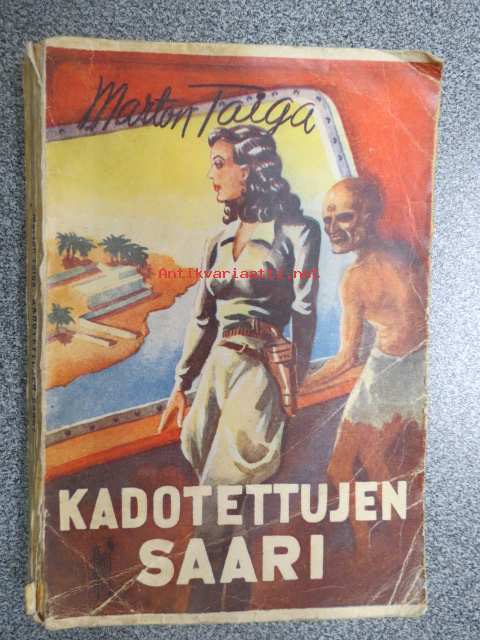 Marton Taiga
Antikvariaatti.net
KADOTETTUJEN
SAARI